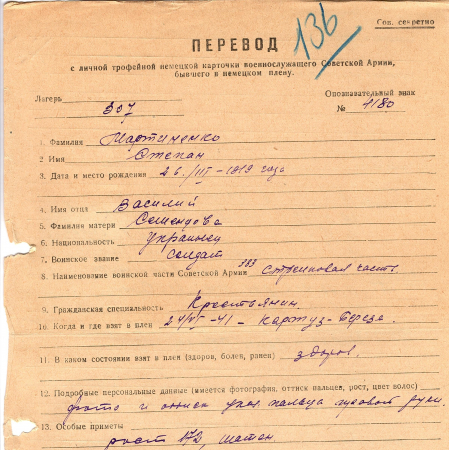 136
Сов. секретно
ПЕРЕВОД
с личной трофейной немецкой карточки военнослужащего Советской Армии,
бывшего в немецком плену.
Лагерь 307
Опознавательный знак № 4180
1. Фамилия Мартиненко
2 Имя Степан
3. Дата и место рождения 26/III-1919 года
4. Имя отца Василий
5. Фамилия матери
6. Национальность украинец
7. Воинское звание солдат
8. Наименование воинской части Советской Армии 383 стрелковая часть
9. Гражданская специальность Крестьянин.
10. Когда и где взят в плен 24/VI-41 - Картуз-Береза.
11. В каком состоянии взят в плен (здоров, болен, ранен) здоров.
12. Подробные персональные данные (имеется фотография, оттиск пальцев, рост, цвет волос)
фото и оттиск указ. пальца правой руки.
13. Особые приметы
рост 172, шатен.